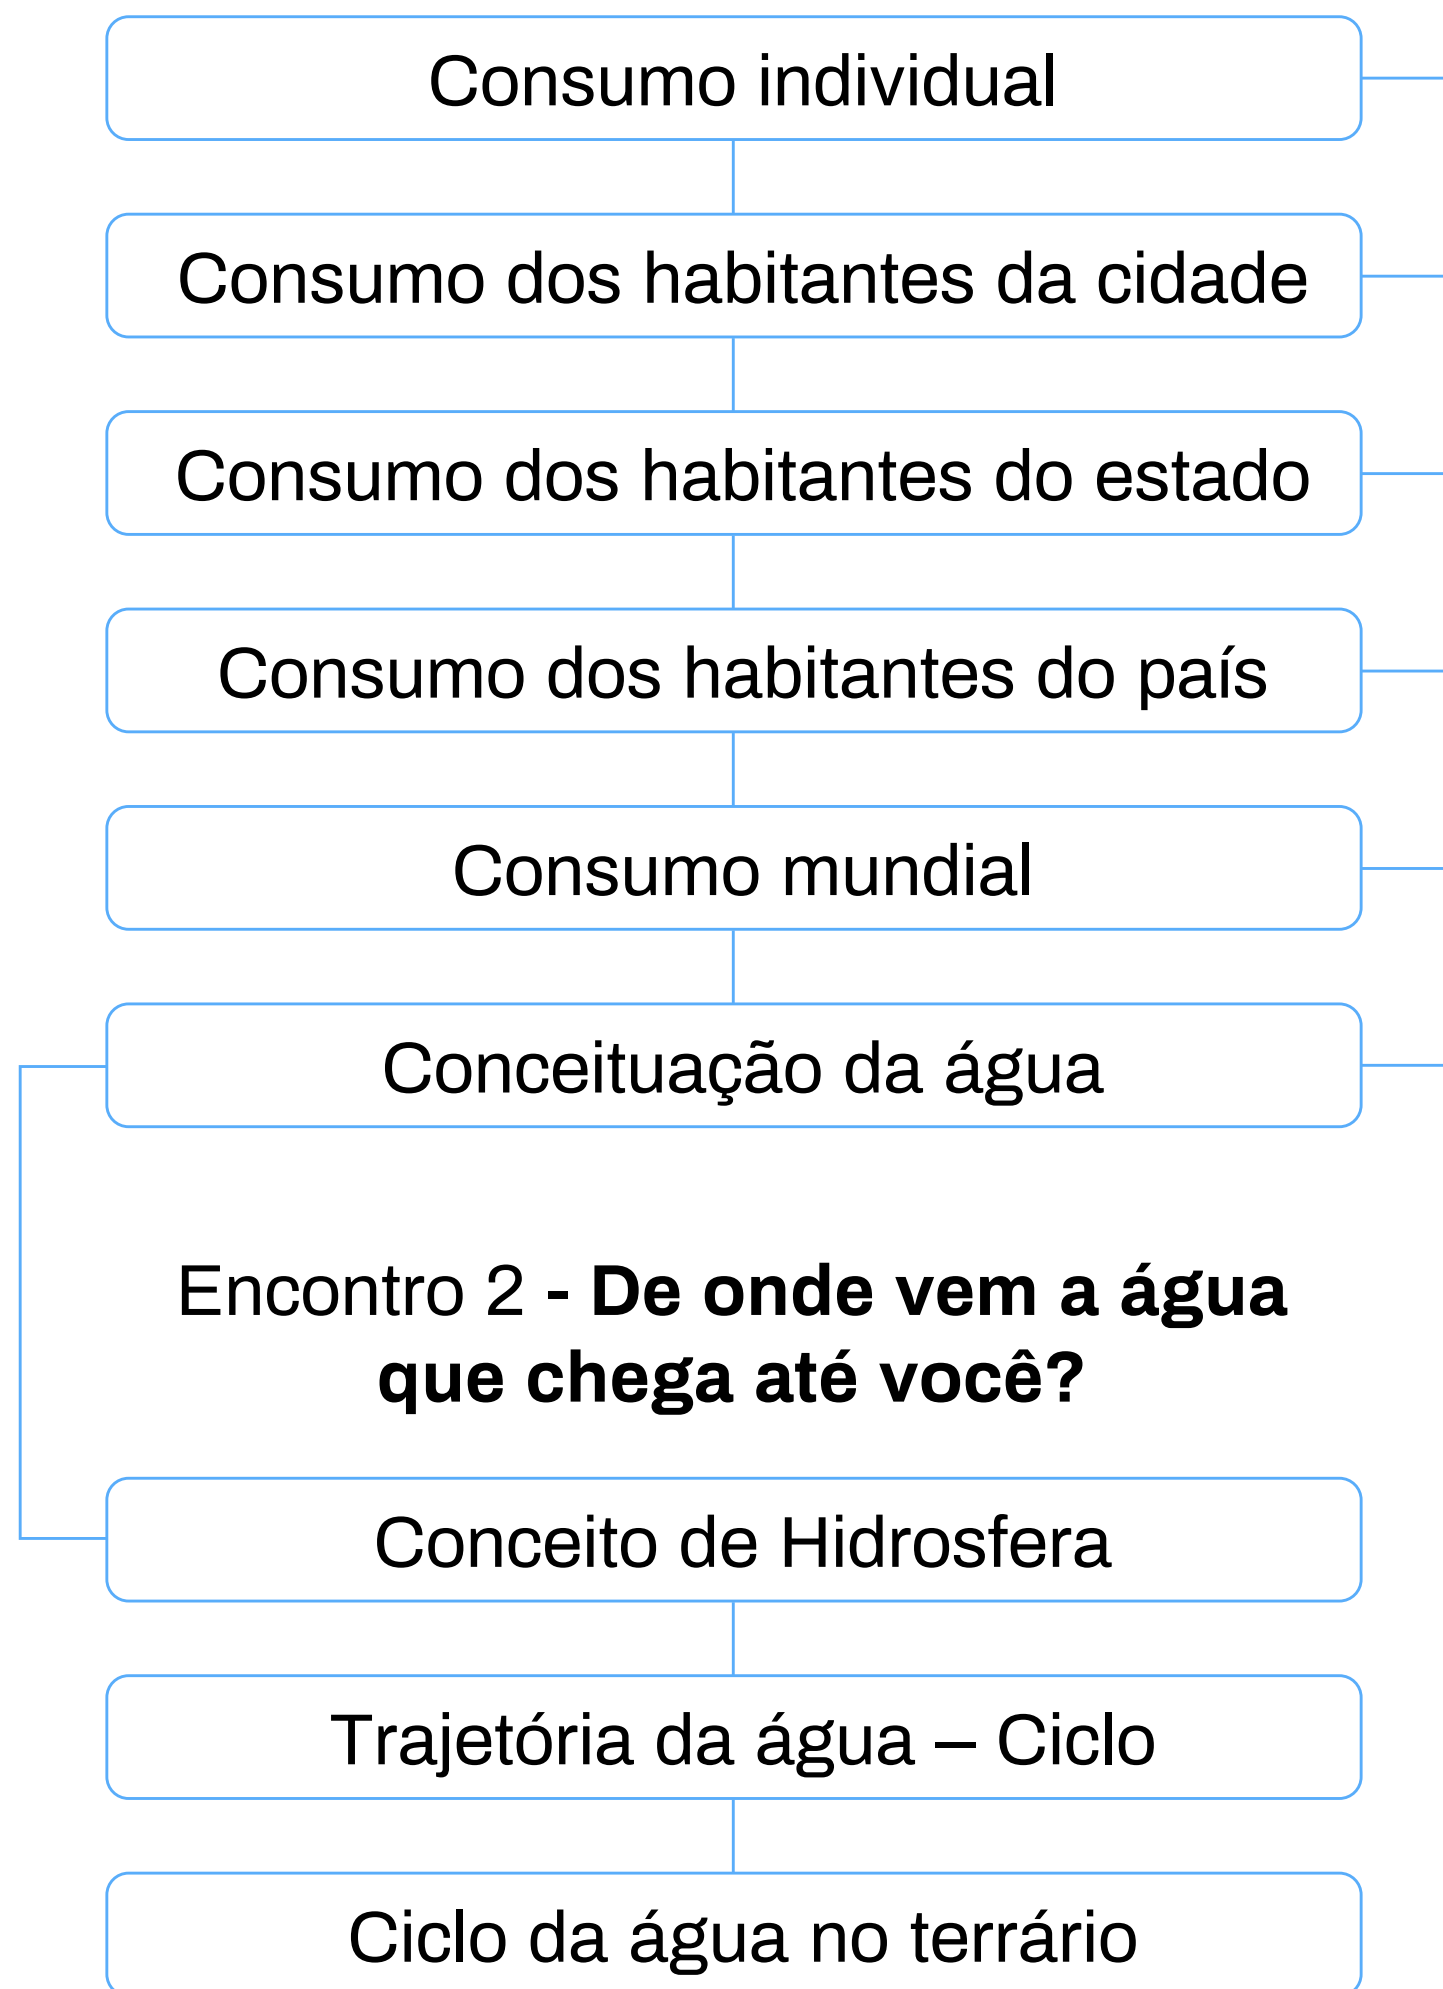 Consumo individual
Consumo dos habitantes da cidade
Consumo dos habitantes do estado
Consumo dos habitantes do país
Consumo mundial
Conceituação da água
Encontro 2 - De onde vem a água
que chega até você?
Conceito de Hidrosfera
Trajetória da água – Ciclo
Ciclo da água no terrário